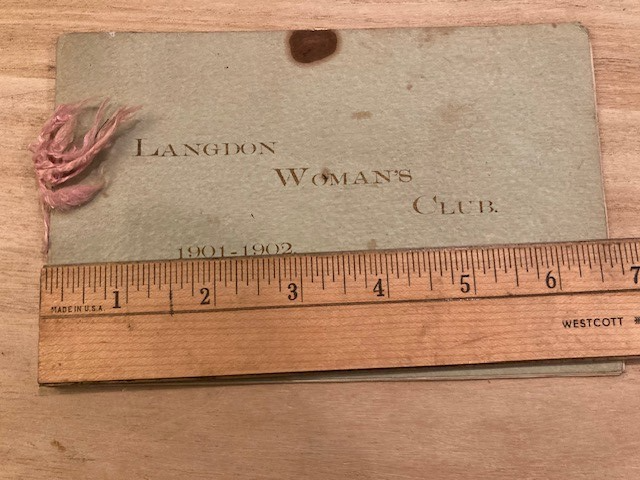 LANGDON
WOMAN'S
CLUB.
1901-1902
1 2 3 4 5 6 7
MADE IN U.S.A.
WESTCOTT